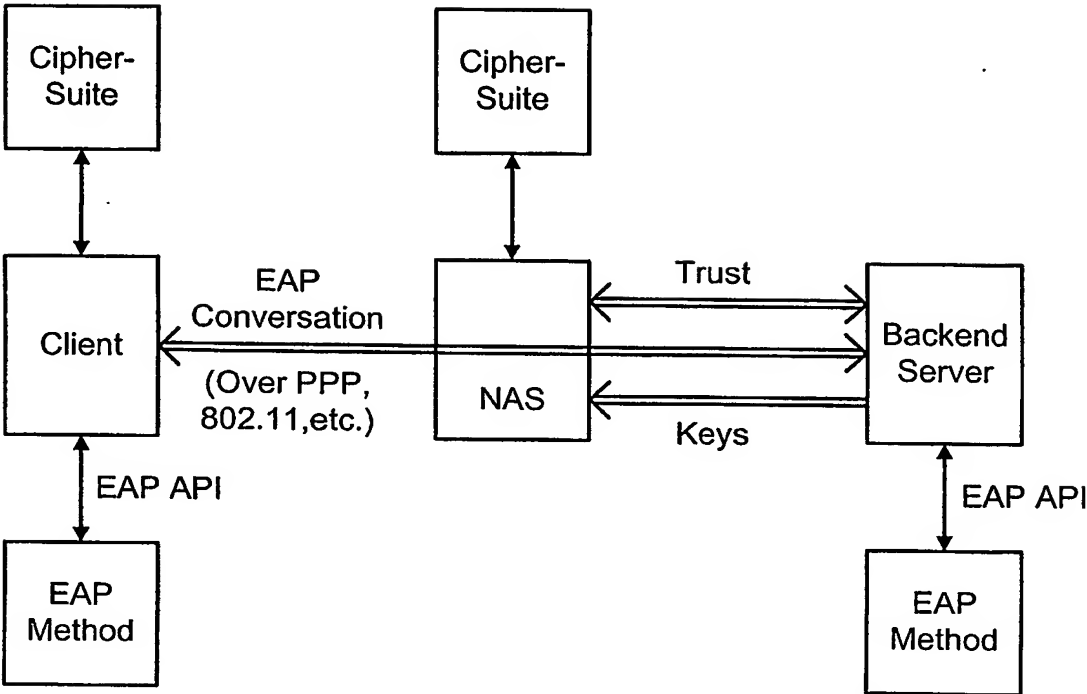 Cipher-
Suite
Cipher-
Suite
EAP
Conversation
Trust
Client
Backend
Server
(Over PPP,
802.11,etc.)
NAS
Keys
EAP API
EAP API
EAP
Method
EAP
Method